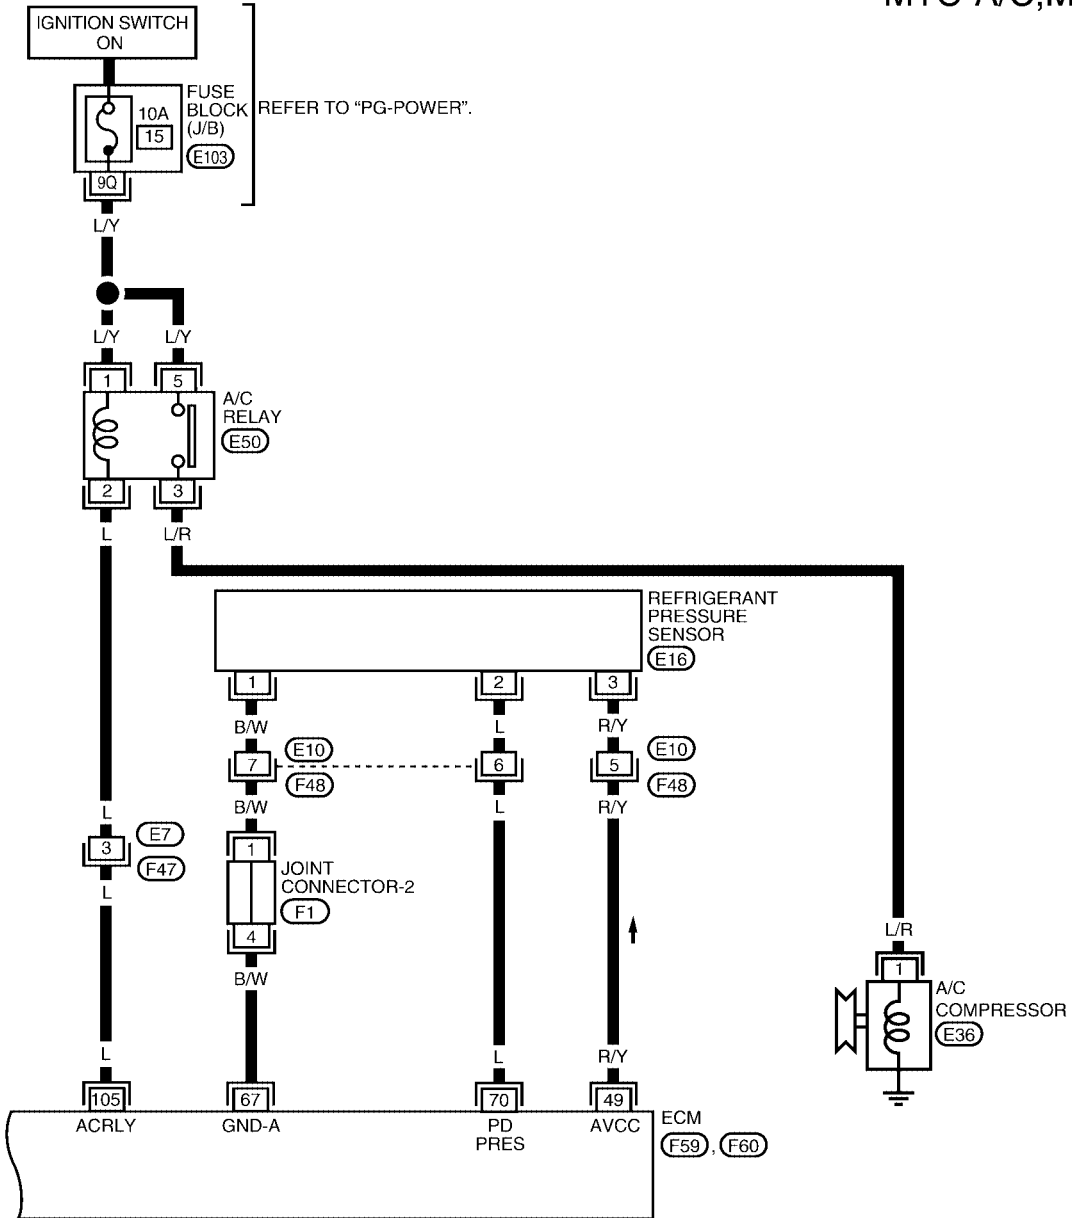 IGNITION SWITCH
ON
FUSE
BLOCK
(J/B)
E103
REFER TO "PG-POWER".
10A
15
9Q
L/Y
L/Y L/Y
1 5
A/C
RELAY
E50
2 3
L L/R
REFRIGERANT
PRESSURE
SENSOR
E16
1 2 3
B/W L R/Y
E10 E10
7 6 5
F48 F48
B/W L R/Y
L
E7
3
F47
L
1
JOINT
CONNECTOR-2
F1
4
B/W
L/R
1
A/C
COMPRESSOR
E36
L L R/Y
105 67 70 49
ACRLY GND-A PD
PRES
AVCC
ECM
F59 , F60